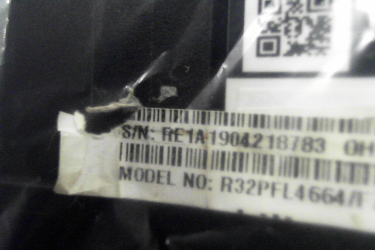 S/N: RE1A1904218783 OH
MODEL NO: R32PFL4664/F